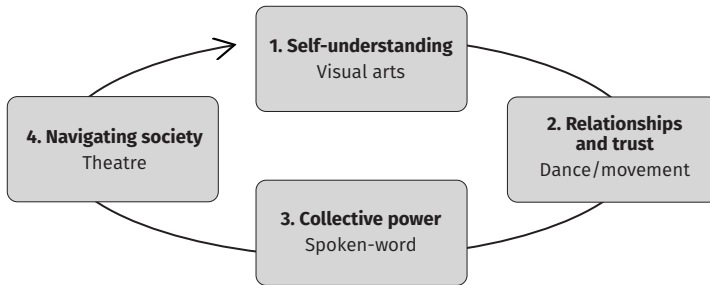 1. Self-understanding
Visual arts
2. Relationships
and trust
Dance/movement
3. Collective power
Spoken-word
4. Navigating society
Theatre